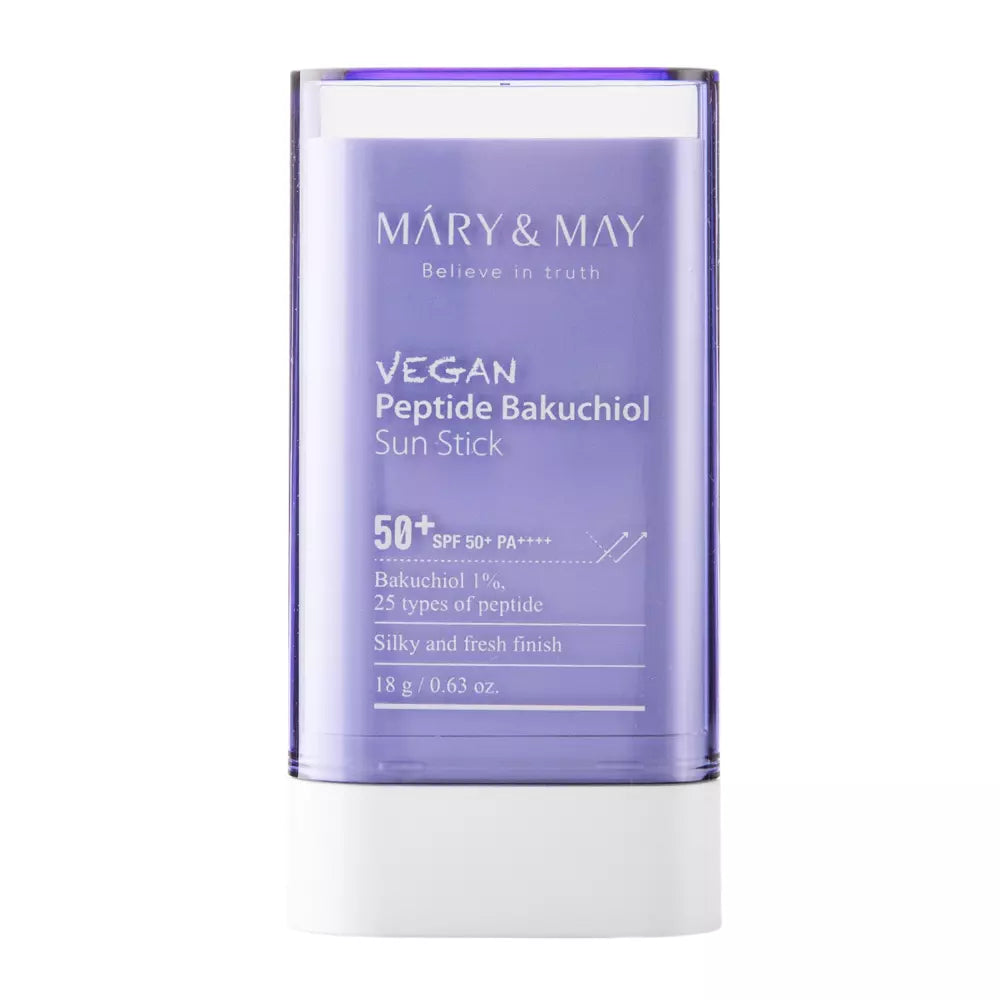 MÁRY & MAY
Believe in truth
VEGAN
Peptide Bakuchiol
Sun Stick
50+ SPF 50+ PA++++
Bakuchiol 1%,
25 types of peptide
Silky and fresh finish
18 g / 0.63 oz.